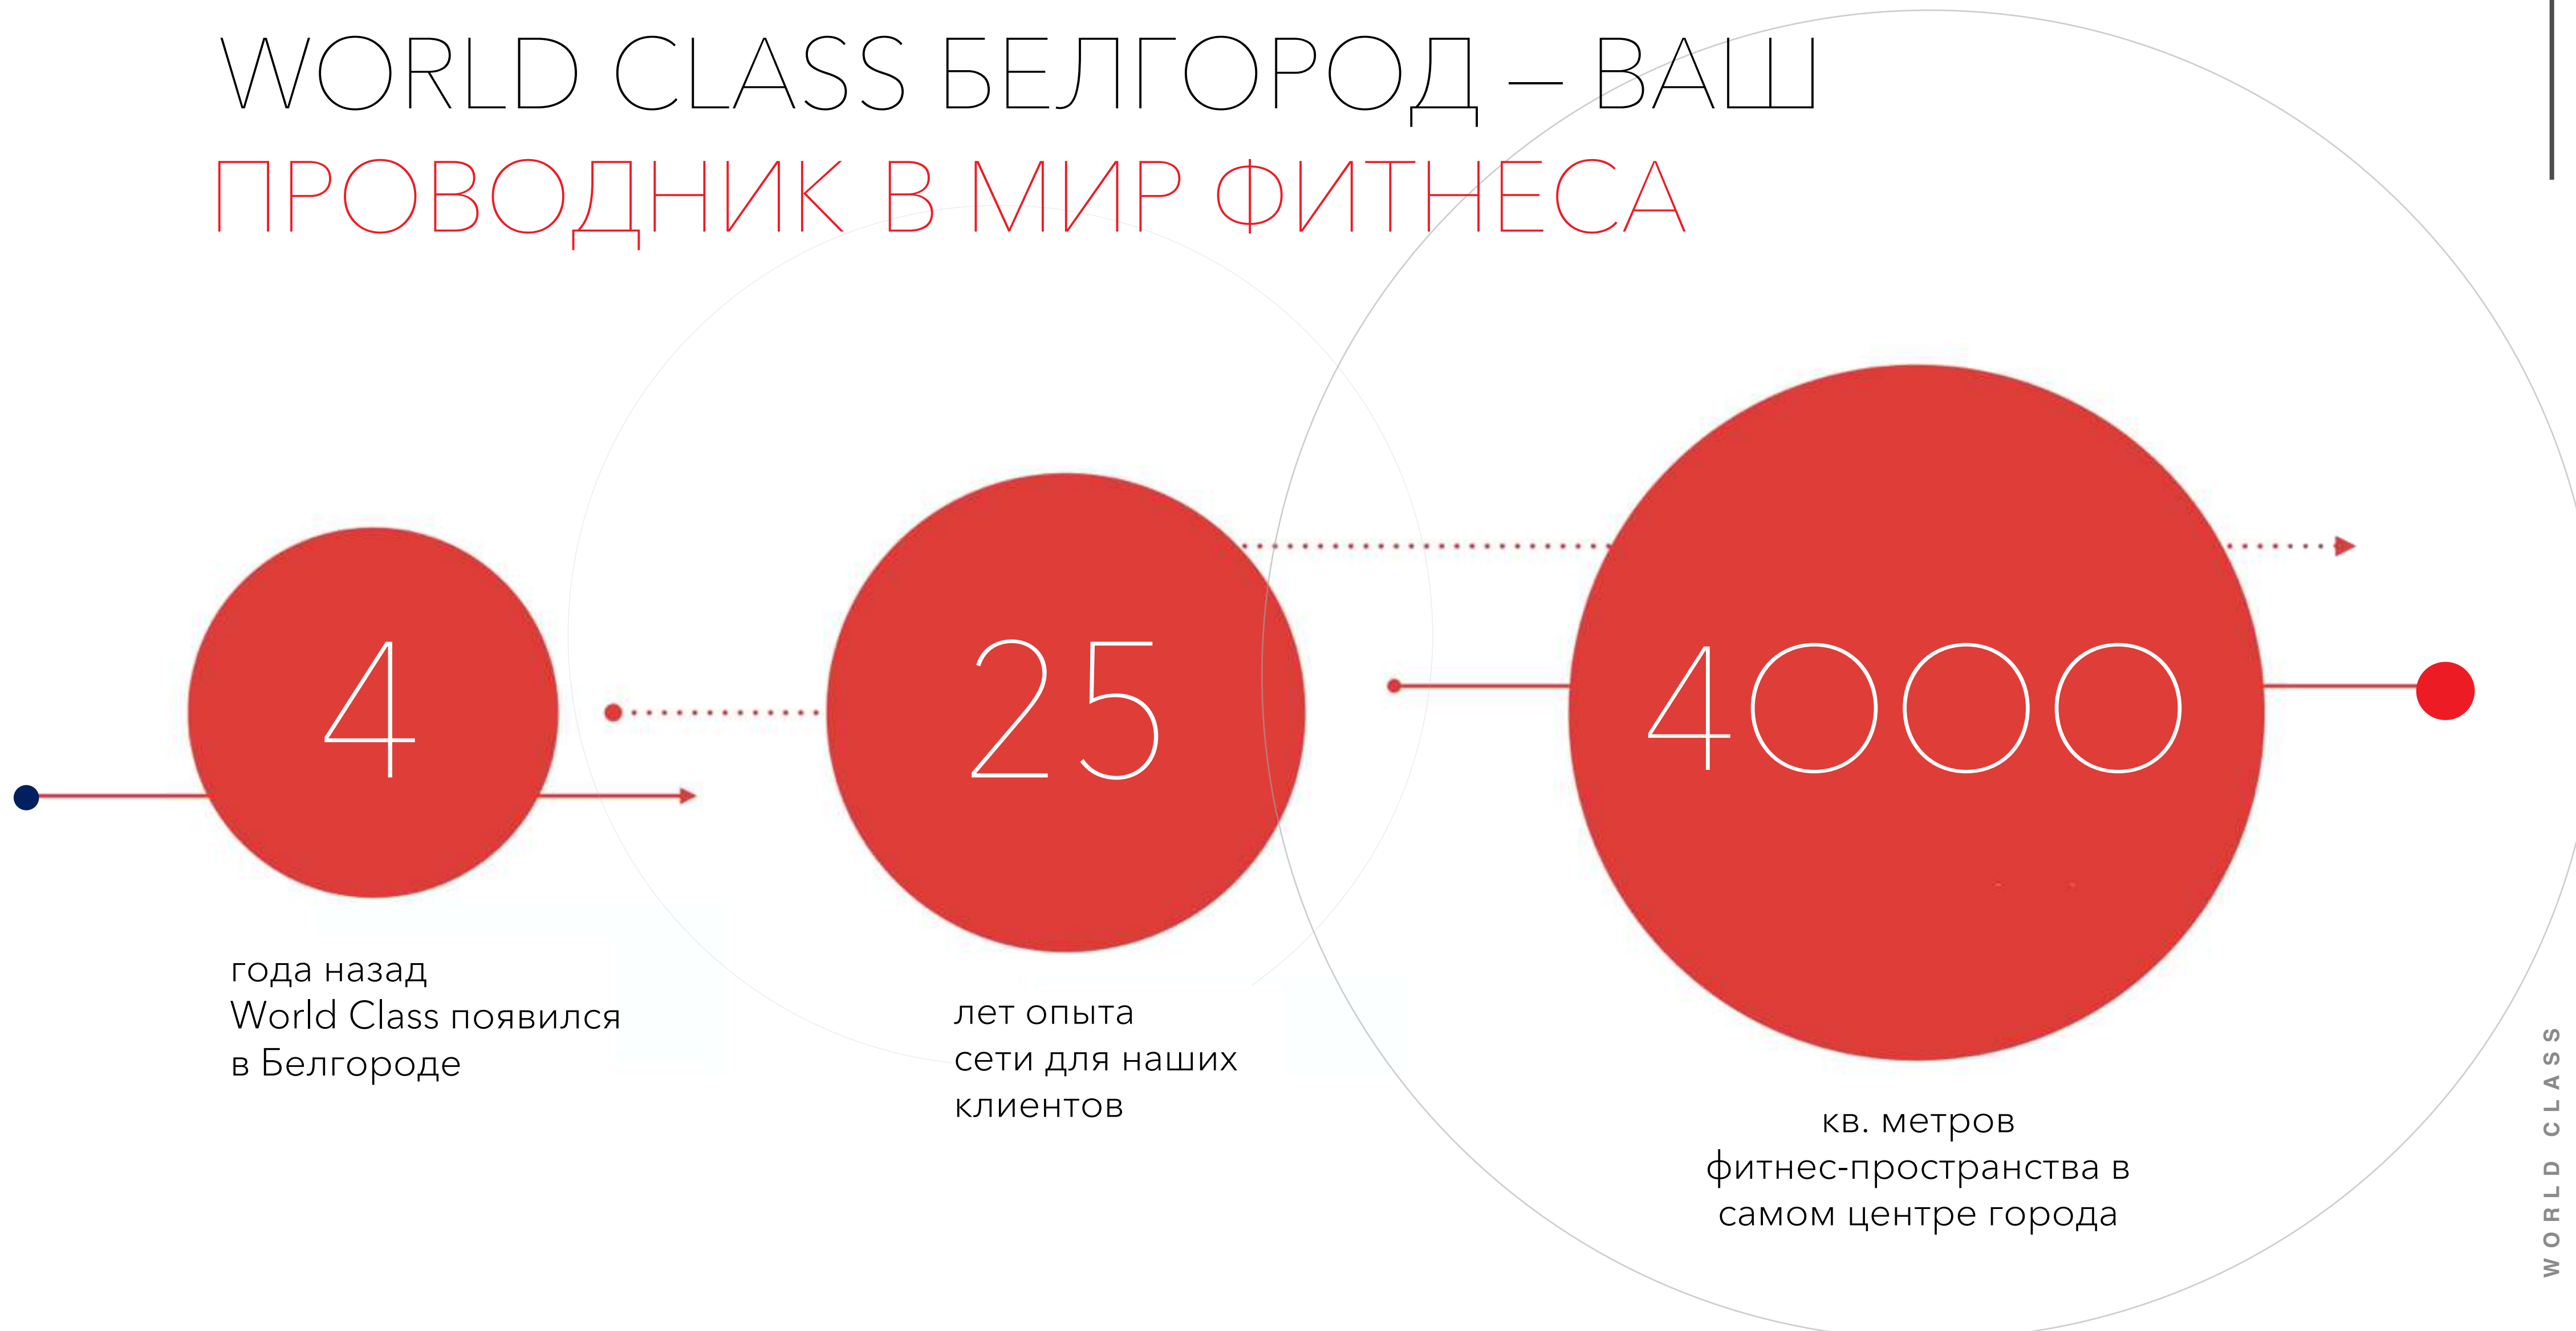 WORLD CLASS БЕЛГОРОД – ВАШ
ПРОВОДНИК В МИР ФИТНЕСА
4
года назад
World Class появился
в Белгороде
25
лет опыта
сети для наших
клиентов
4000
кв. метров
фитнес-пространства в
самом центре города
WORLD CLASS